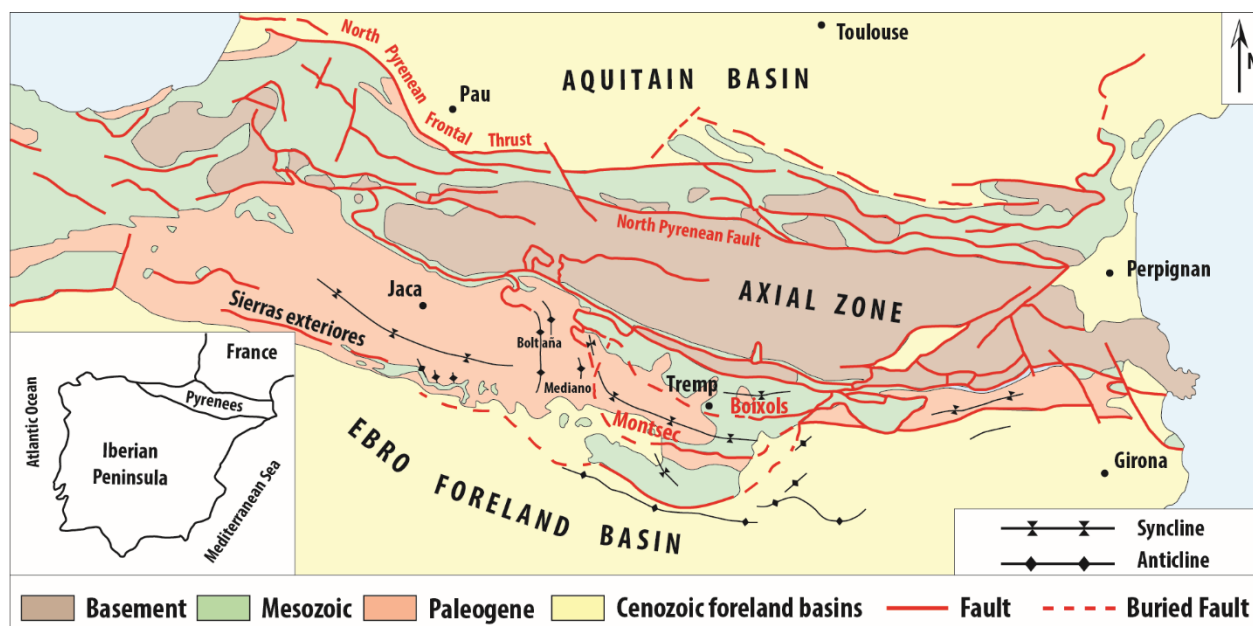 North
Pyrenean
Frontal
Thrust
Toulouse
N
Pau
AQUITAIN BASIN
North Pyrenean Fault
Perpignan
AXIAL ZONE
Jaca
Sierras exteriores
Boltaña
Mediano
Tremp
Boixols
Montsec
EBRO FORELAND BASIN
Girona
France
Pyrenees
Atlantic Ocean
Iberian
Peninsula
Mediterranean Sea
Syncline
Anticline
Basement
Mesozoic
Paleogene
Cenozoic foreland basins
Fault
Buried Fault